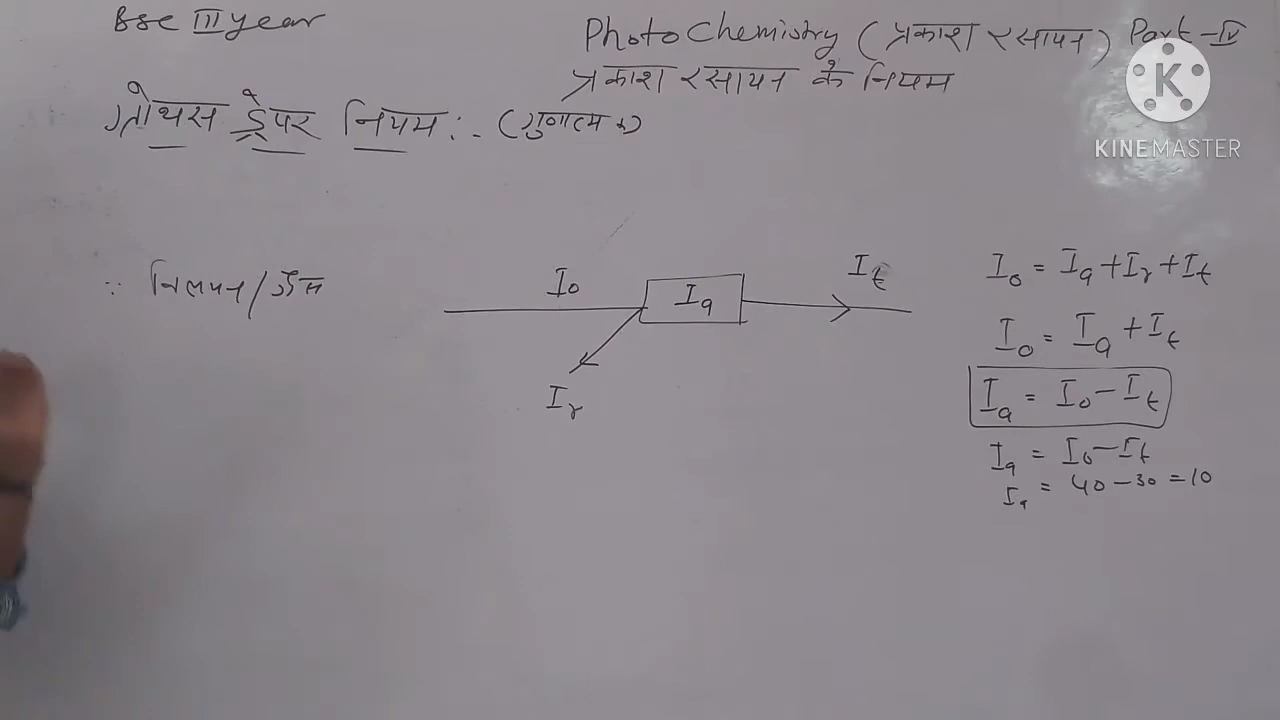 Bsc III year
PhotoChemistry (प्रकाश रसायन) Part-IV
प्रकाश रसायन के नियम
ग्रोथस ड्रेपर नियम:- (गुनात्मक)
K
KINEMASTER
∵ विलयन/
I₀
Iₐ
Iₜ
Iᵣ
I₀ = Iₐ + Iᵣ + Iₜ
I₀ = Iₐ + Iₜ
Iₐ = I₀ - Iₜ
Iₐ = I₀ - Iₜ
Iₐ = 40 - 30 = 10